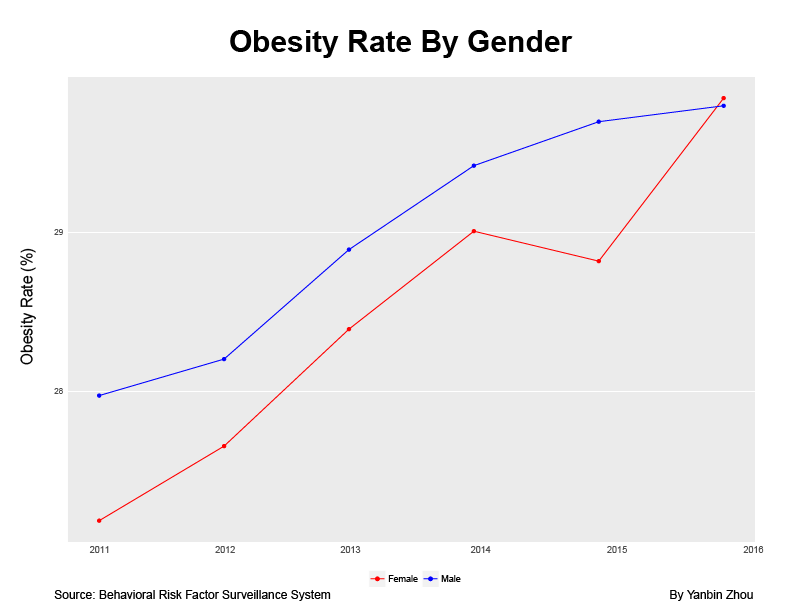 Obesity Rate By Gender
Obesity Rate (%)
29
28
2011 2012 2013 2014 2015 2016
Female Male
Source: Behavioral Risk Factor Surveillance System By Yanbin Zhou